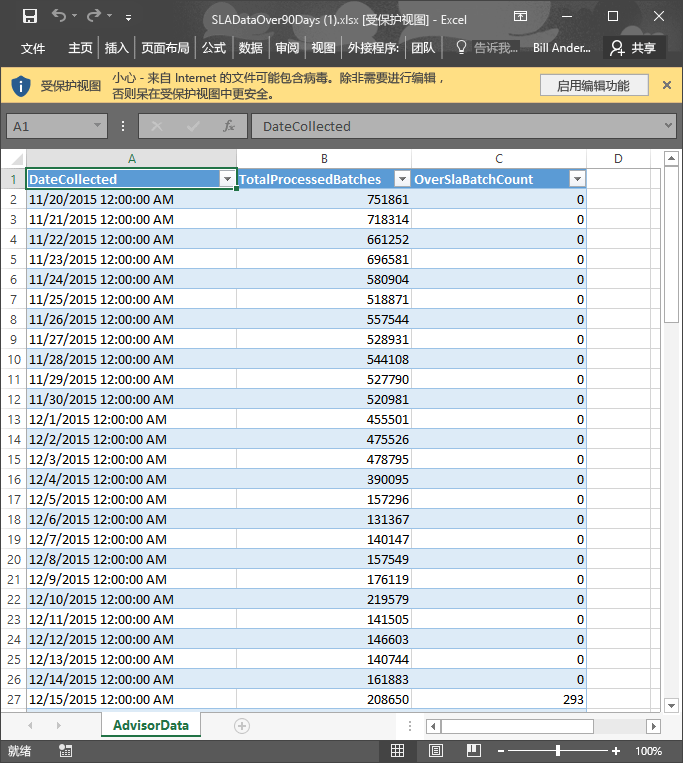 SLADataOver90Days (1).xlsx [受保护视图] - Excel
文件 主页 插入 页面布局 公式 数据 审阅 视图 外接程序: 团队 告诉我... Bill Ander... 共享
受保护视图 小心 - 来自 Internet 的文件可能包含病毒。除非需要进行编辑，
否则呆在受保护视图中更安全。
启用编辑功能
A1 fx DateCollected
A B C D
1 DateCollected TotalProcessedBatches OverSlaBatchCount
2 11/20/2015 12:00:00 AM 751861 0
3 11/21/2015 12:00:00 AM 718314 0
4 11/22/2015 12:00:00 AM 661252 0
5 11/23/2015 12:00:00 AM 696581 0
6 11/24/2015 12:00:00 AM 580904 0
7 11/25/2015 12:00:00 AM 518871 0
8 11/26/2015 12:00:00 AM 557544 0
9 11/27/2015 12:00:00 AM 528931 0
10 11/28/2015 12:00:00 AM 544108 0
11 11/29/2015 12:00:00 AM 527790 0
12 11/30/2015 12:00:00 AM 520981 0
13 12/1/2015 12:00:00 AM 455501 0
14 12/2/2015 12:00:00 AM 475526 0
15 12/3/2015 12:00:00 AM 478795 0
16 12/4/2015 12:00:00 AM 390095 0
17 12/5/2015 12:00:00 AM 157296 0
18 12/6/2015 12:00:00 AM 131367 0
19 12/7/2015 12:00:00 AM 140147 0
20 12/8/2015 12:00:00 AM 157549 0
21 12/9/2015 12:00:00 AM 176119 0
22 12/10/2015 12:00:00 AM 219579 0
23 12/11/2015 12:00:00 AM 141505 0
24 12/12/2015 12:00:00 AM 146603 0
25 12/13/2015 12:00:00 AM 140744 0
26 12/14/2015 12:00:00 AM 161883 0
27 12/15/2015 12:00:00 AM 208650 293
AdvisorData
就绪 100%